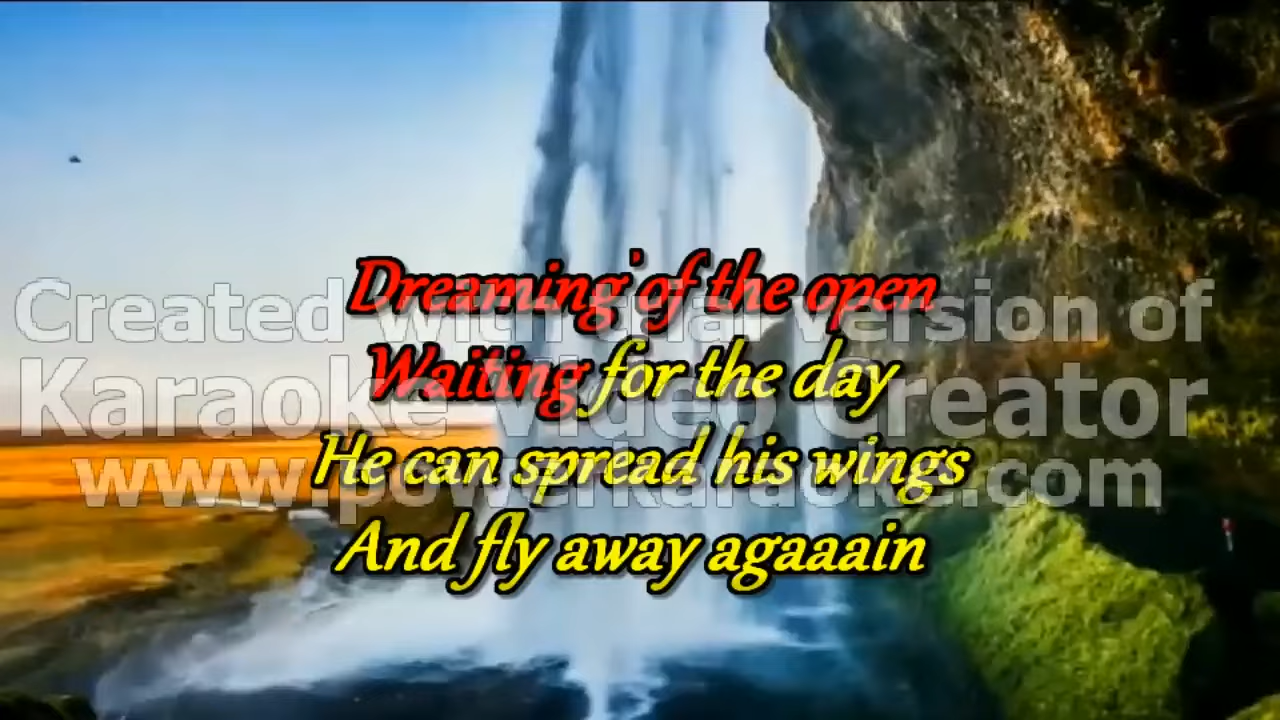 Dreaming of the open
Created with trial version of
Waiting for the day
Karaoke Video Creator
He can spread his wings
www.powerkaraoke.com
And fly away agaaain